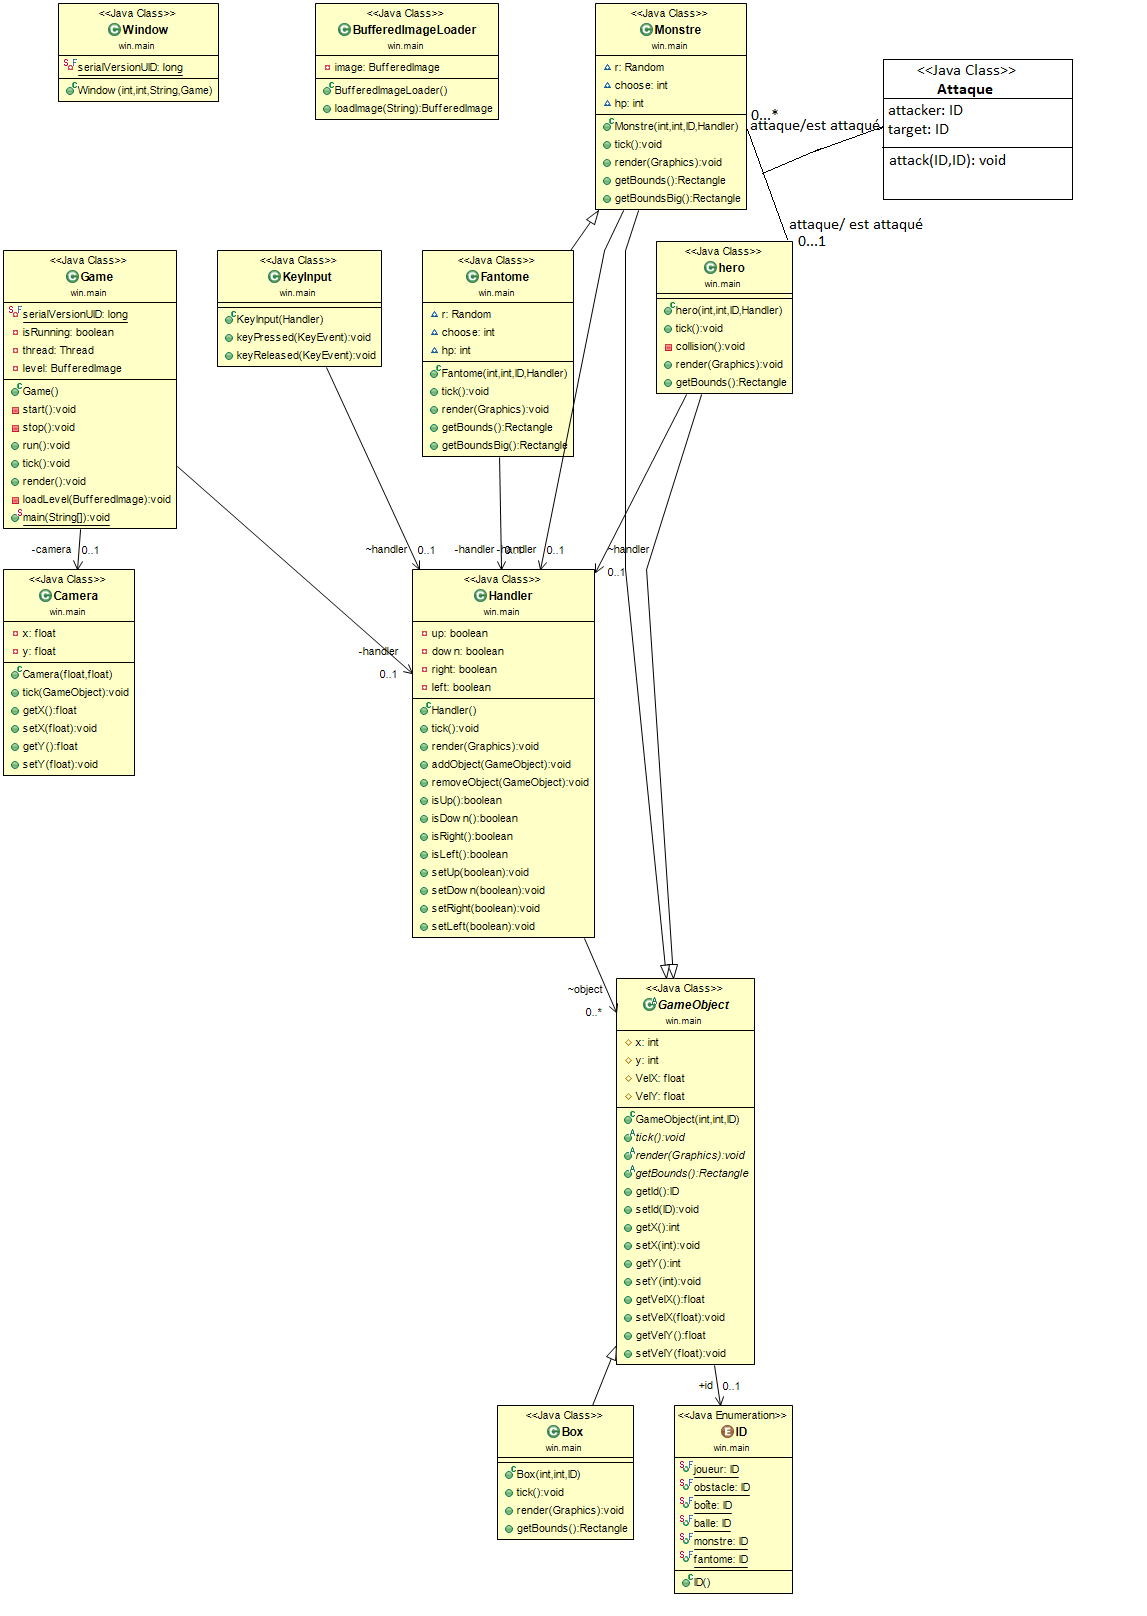 <<Java Class>>
Window
win.main
serialVersionUID: long
Window(int,int,String,Game)
<<Java Class>>
BufferedImageLoader
win.main
image: BufferedImage
BufferedImageLoader()
loadImage(String):BufferedImage
<<Java Class>>
Monstre
win.main
r: Random
choose: int
hp: int
Monstre(int,int,ID,Handler)
tick():void
render(Graphics):void
getBounds():Rectangle
getBoundsBig():Rectangle
<<Java Class>>
Attaque
attacker: ID
target: ID
attack(ID,ID): void
0...*
attaque/est attaqué
attaque/ est attaqué
0...1
<<Java Class>>
Game
win.main
serialVersionUID: long
isRunning: boolean
thread: Thread
level: BufferedImage
Game()
start():void
stop():void
run():void
tick():void
render():void
loadLevel(BufferedImage):void
main(String[]):void
<<Java Class>>
KeyInput
win.main
KeyInput(Handler)
keyPressed(KeyEvent):void
keyReleased(KeyEvent):void
<<Java Class>>
Fantome
win.main
r: Random
choose: int
hp: int
Fantome(int,int,ID,Handler)
tick():void
render(Graphics):void
getBounds():Rectangle
getBoundsBig():Rectangle
<<Java Class>>
hero
win.main
hero(int,int,ID,Handler)
tick():void
collision():void
render(Graphics):void
getBounds():Rectangle
-camera 0..1
~handler 0..1
-handler 0..1
-handler 0..1
~handler
0..1
-handler
0..1
<<Java Class>>
Camera
win.main
x: float
y: float
Camera(float,float)
tick(GameObject):void
getX():float
setX(float):void
getY():float
setY(float):void
<<Java Class>>
Handler
win.main
up: boolean
down: boolean
right: boolean
left: boolean
Handler()
tick():void
render(Graphics):void
addObject(GameObject):void
removeObject(GameObject):void
isUp():boolean
isDown():boolean
isRight():boolean
isLeft():boolean
setUp(boolean):void
setDown(boolean):void
setRight(boolean):void
setLeft(boolean):void
~object
0..*
<<Java Class>>
GameObject
win.main
x: int
y: int
VelX: float
VelY: float
GameObject(int,int,ID)
tick():void
render(Graphics):void
getBounds():Rectangle
getId():ID
setId(ID):void
getX():int
setX(int):void
getY():int
setY(int):void
getVelX():float
setVelX(float):void
getVelY():float
setVelY(float):void
+id 0..1
<<Java Class>>
Box
win.main
Box(int,int,ID)
tick():void
render(Graphics):void
getBounds():Rectangle
<<Java Enumeration>>
ID
win.main
joueur: ID
obstacle: ID
boîte: ID
balle: ID
monstre: ID
fantome: ID
ID()